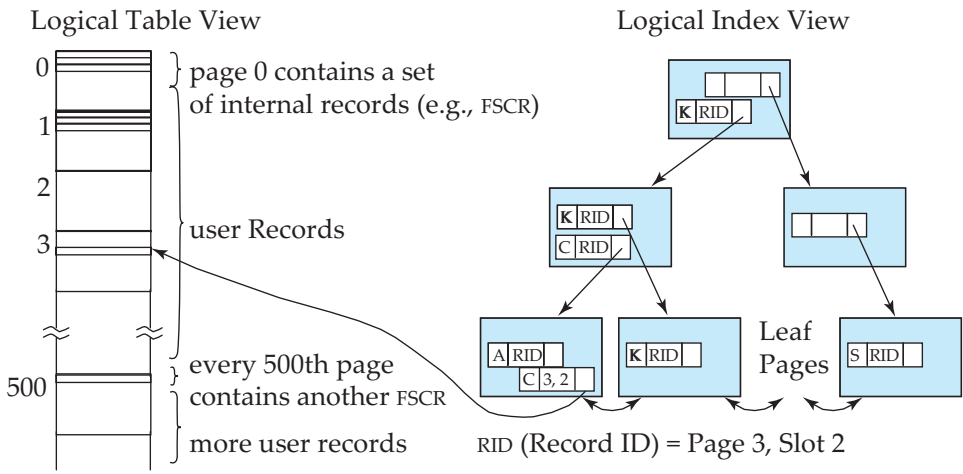 Logical Table View
0
page 0 contains a set
of internal records (e.g., FSCR)
1
2
user Records
3
every 500th page
500
contains another FSCR
more user records
Logical Index View
K RID
K RID
C RID
A RID
C 3, 2
K RID
Leaf
Pages
S RID
RID (Record ID) = Page 3, Slot 2